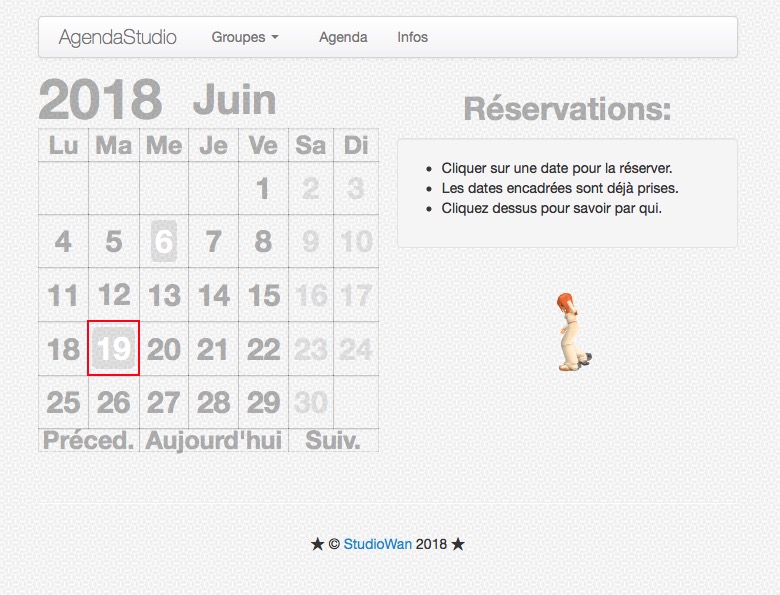 AgendaStudio Groupes Agenda Infos
2018 Juin
Lu Ma Me Je Ve Sa Di
1 2 3
4 5 6 7 8 9 10
11 12 13 14 15 16 17
18 19 20 21 22 23 24
25 26 27 28 29 30
Préced. Aujourd'hui Suiv.
Réservations:
• Cliquer sur une date pour la réserver.
• Les dates encadrées sont déjà prises.
• Cliquez dessus pour savoir par qui.
★ © StudioWan 2018 ★